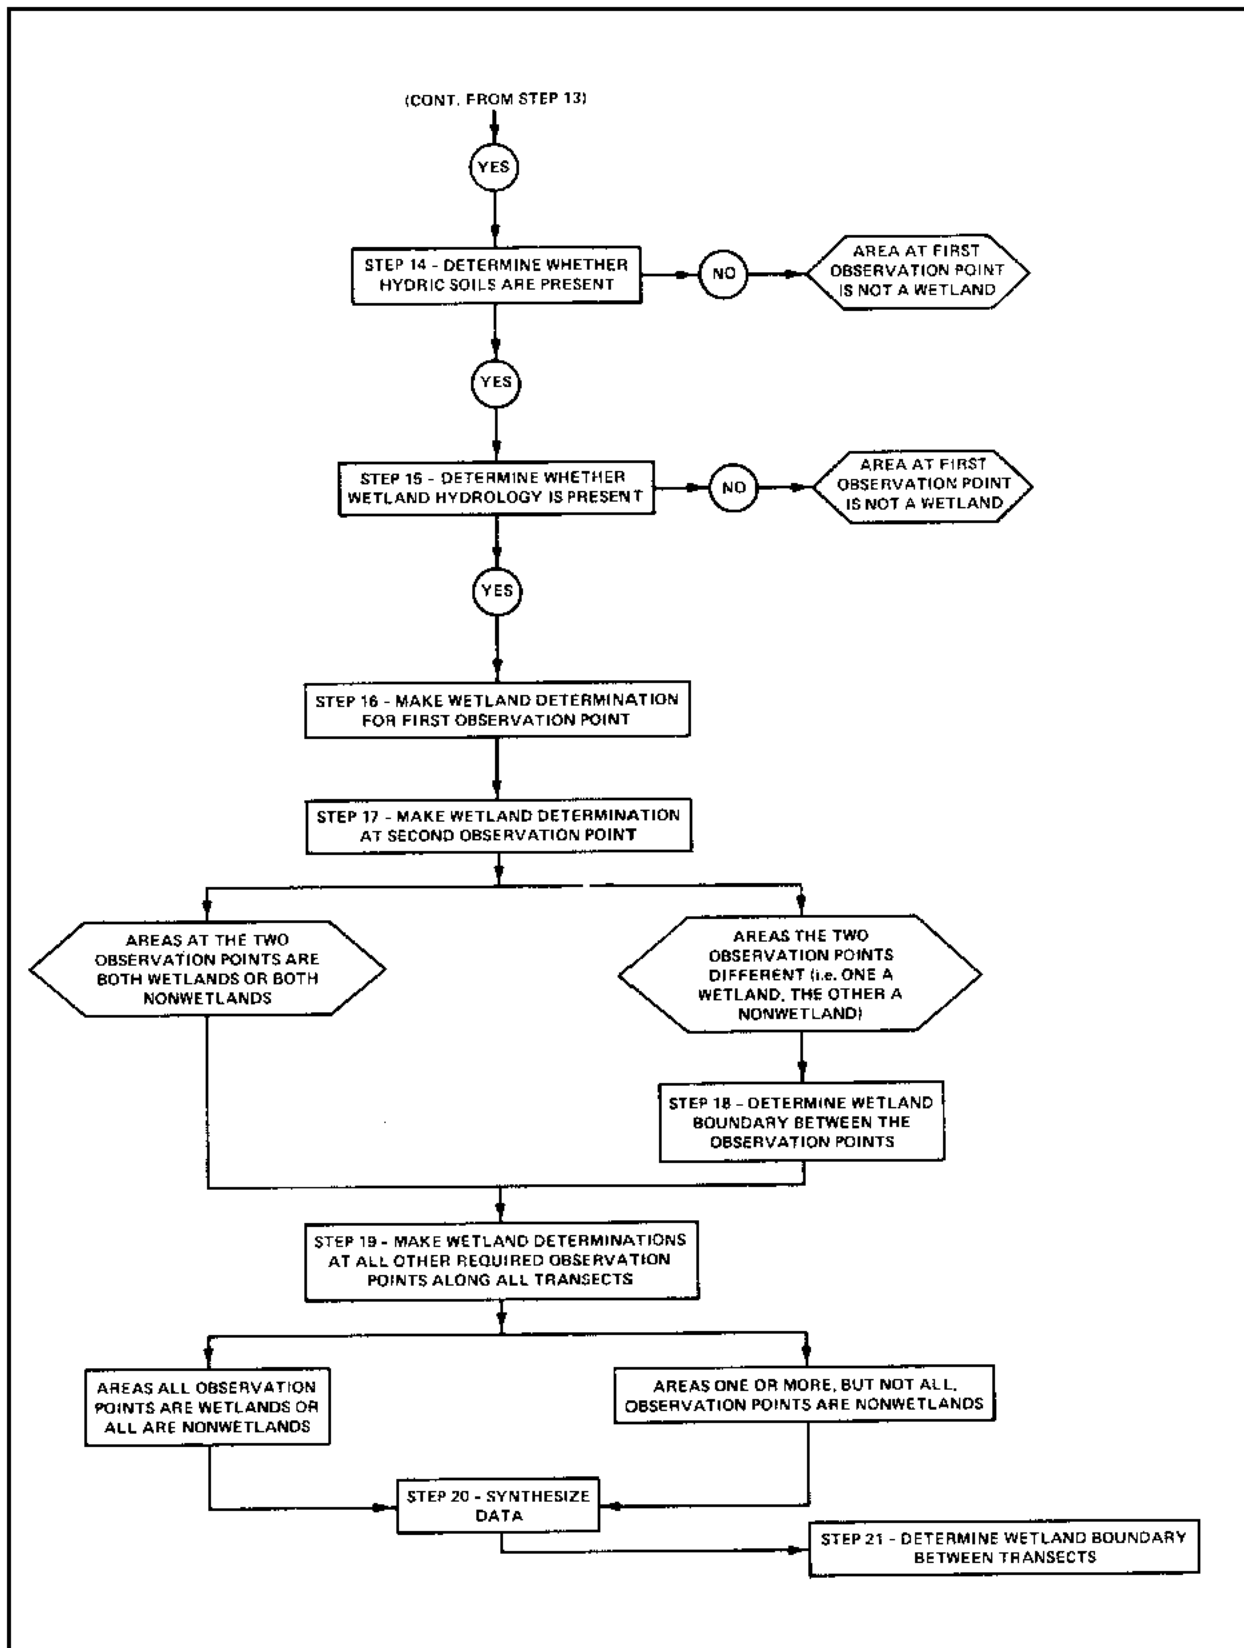 (CONT. FROM STEP 13)
YES
STEP 14 - DETERMINE WHETHER
HYDRIC SOILS ARE PRESENT
NO
AREA AT FIRST
OBSERVATION POINT
IS NOT A WETLAND
YES
STEP 15 - DETERMINE WHETHER
WETLAND HYDROLOGY IS PRESENT
NO
AREA AT FIRST
OBSERVATION POINT
IS NOT A WETLAND
YES
STEP 16 - MAKE WETLAND DETERMINATION
FOR FIRST OBSERVATION POINT
STEP 17 - MAKE WETLAND DETERMINATION
AT SECOND OBSERVATION POINT
AREAS AT THE TWO
OBSERVATION POINTS ARE
BOTH WETLANDS OR BOTH
NONWETLANDS
AREAS THE TWO
OBSERVATION POINTS
DIFFERENT (i.e. ONE A
WETLAND, THE OTHER A
NONWETLAND)
STEP 18 - DETERMINE WETLAND
BOUNDARY BETWEEN THE
OBSERVATION POINTS
STEP 19 - MAKE WETLAND DETERMINATIONS
AT ALL OTHER REQUIRED OBSERVATION
POINTS ALONG ALL TRANSECTS
AREAS ALL OBSERVATION
POINTS ARE WETLANDS OR
ALL ARE NONWETLANDS
AREAS ONE OR MORE, BUT NOT ALL,
OBSERVATION POINTS ARE NONWETLANDS
STEP 20 - SYNTHESIZE
DATA
STEP 21 - DETERMINE WETLAND BOUNDARY
BETWEEN TRANSECTS